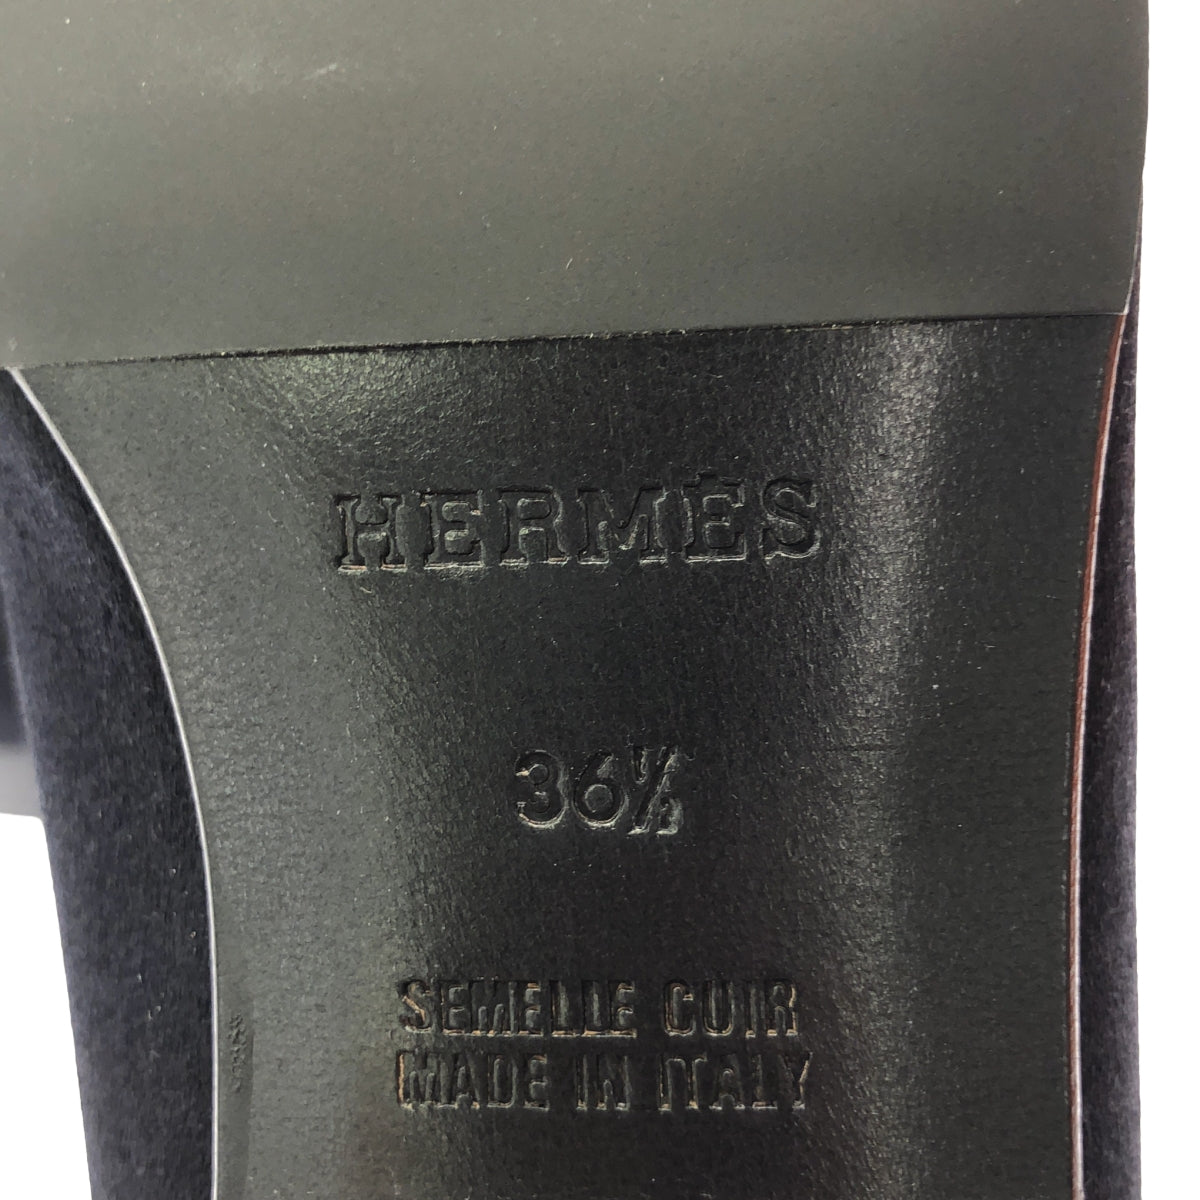 HERMÈS
36½
SEMELLE CUIR
MADE IN ITALY